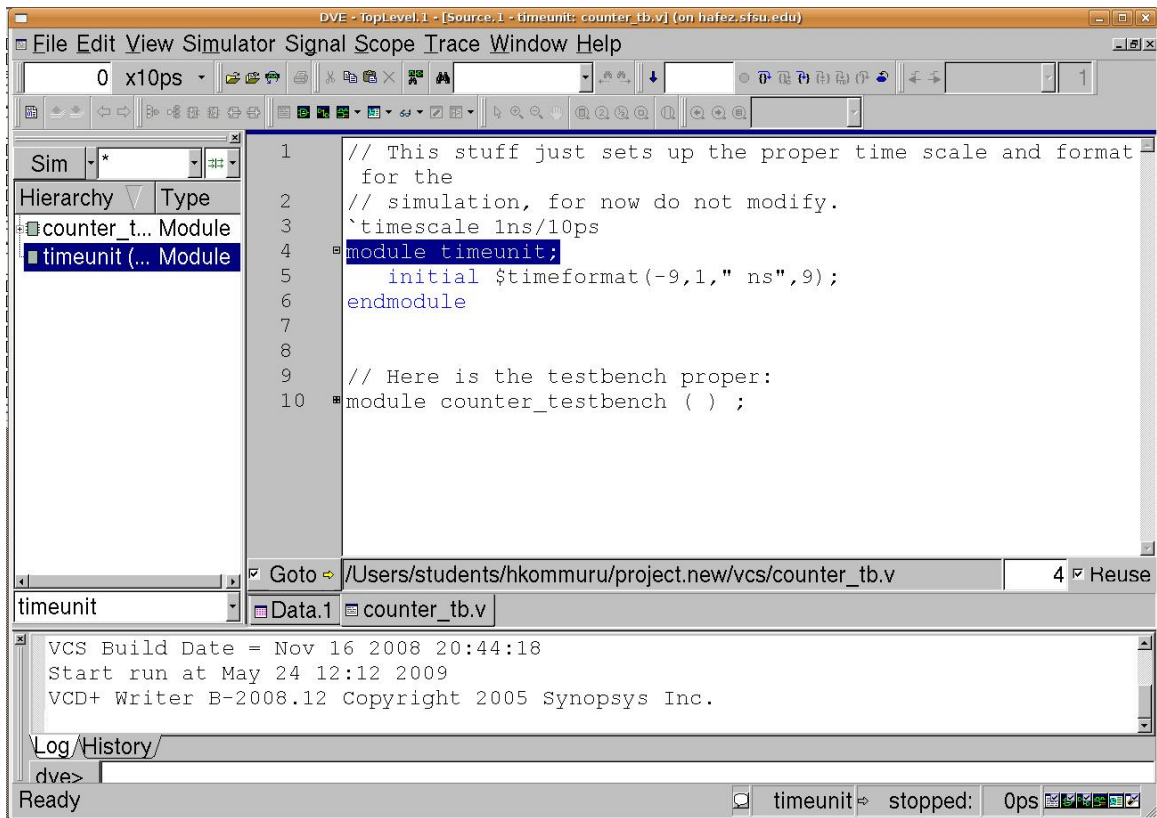 DVE - TopLevel.1 - [Source.1 - timeunit: counter_tb.v] (on hafez.sfsu.edu)
File Edit View Simulator Signal Scope Trace Window Help
0 x10ps
1
Sim *
Hierarchy Type
counter_t... Module
timeunit (... Module
1 // This stuff just sets up the proper time scale and format
for the
2 // simulation, for now do not modify.
3 `timescale 1ns/10ps
4 module timeunit;
5 initial $timeformat(-9,1," ns",9);
6 endmodule
7
8
9 // Here is the testbench proper:
10 module counter_testbench ( ) ;
Goto /Users/students/hkommuru/project.new/vcs/counter_tb.v 4 Reuse
timeunit Data.1 counter_tb.v
VCS Build Date = Nov 16 2008 20:44:18
Start run at May 24 12:12 2009
VCD+ Writer B-2008.12 Copyright 2005 Synopsys Inc.
Log History
dve>
Ready timeunit stopped: 0ps